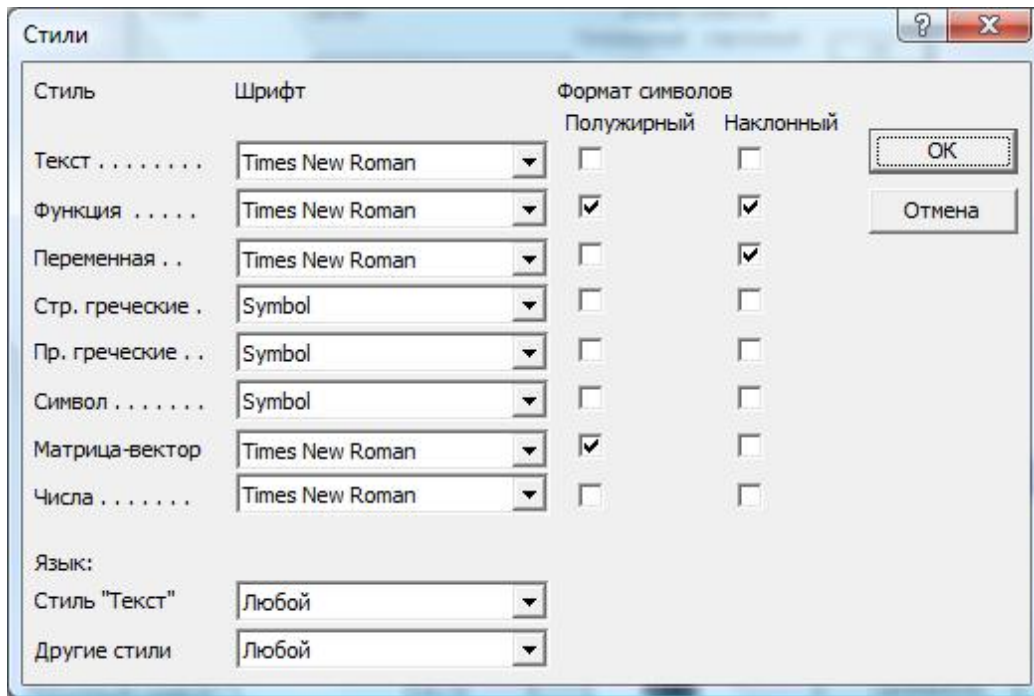 Стили
Стиль Шрифт Формат символов
Полужирный Наклонный
Текст . . . . . . . . Times New Roman OK
Функция . . . . . Times New Roman Отмена
Переменная . . Times New Roman
Стр. греческие . Symbol
Пр. греческие . . Symbol
Символ . . . . . . . Symbol
Матрица-вектор Times New Roman
Числа . . . . . . . Times New Roman
Язык:
Стиль "Текст" Любой
Другие стили Любой